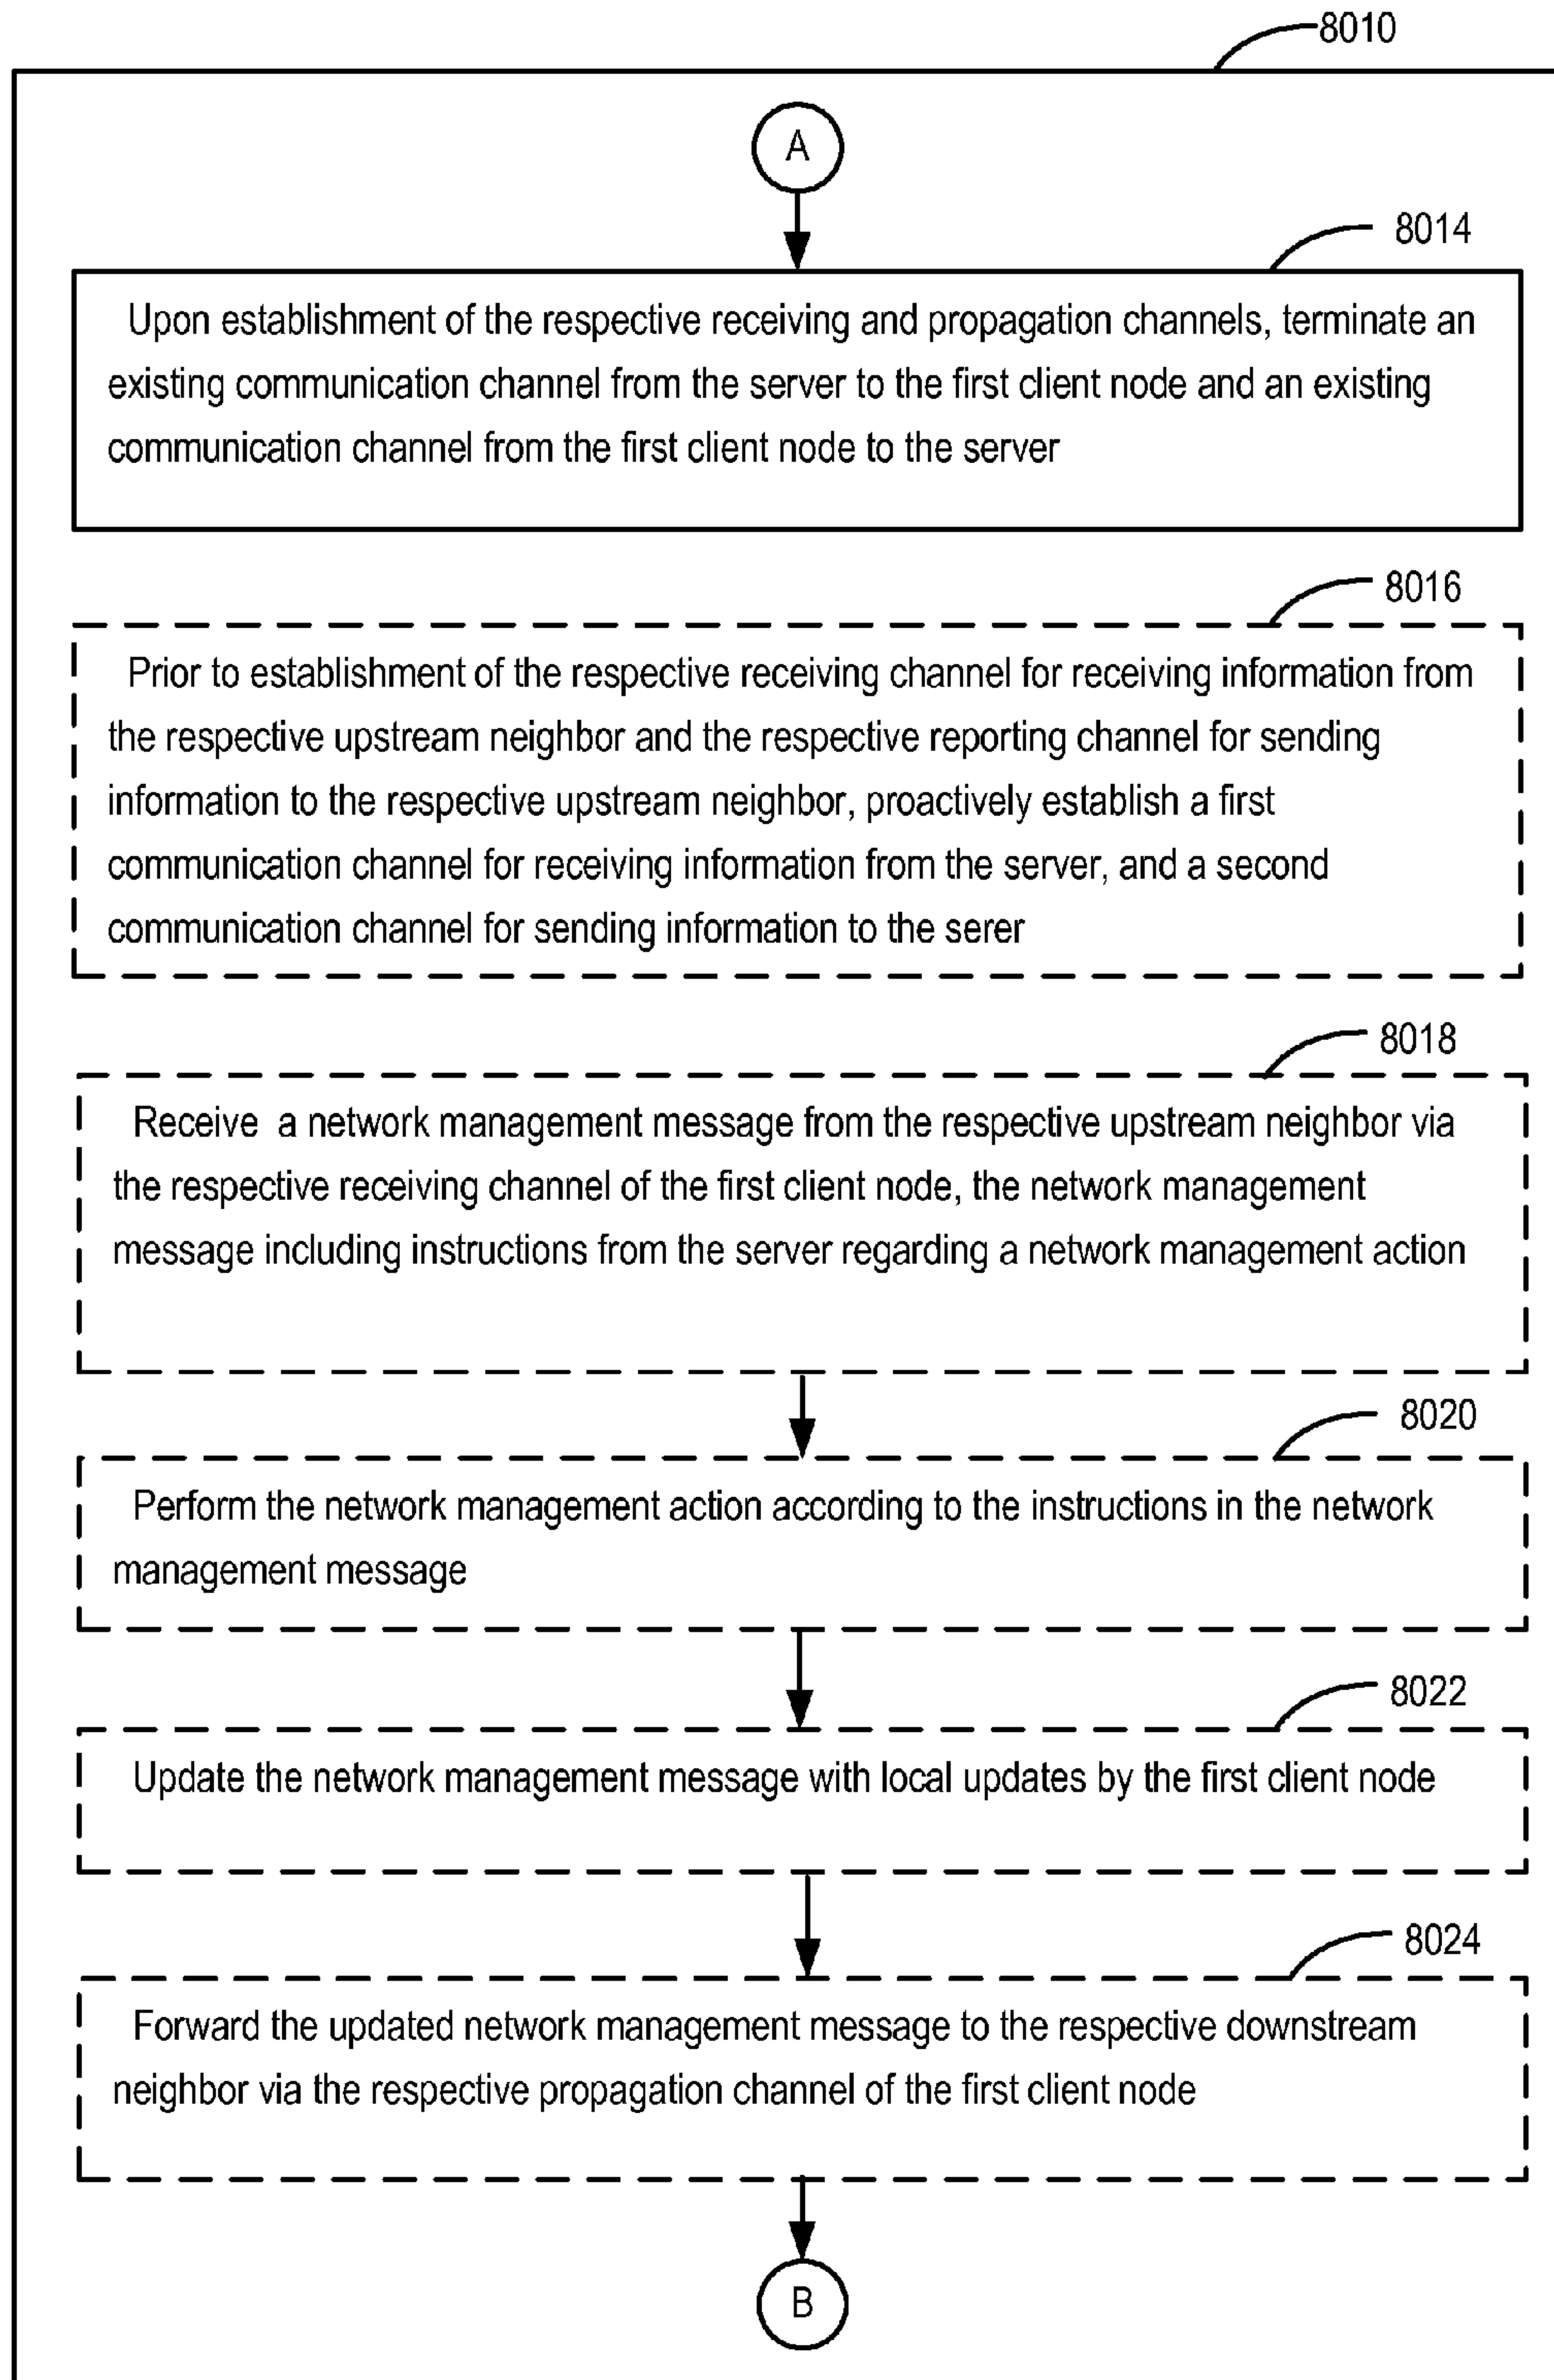 8010
A
8014
Upon establishment of the respective receiving and propagation channels, terminate an
existing communication channel from the server to the first client node and an existing
communication channel from the first client node to the server
8016
Prior to establishment of the respective receiving channel for receiving information from
the respective upstream neighbor and the respective reporting channel for sending
information to the respective upstream neighbor, proactively establish a first
communication channel for receiving information from the server, and a second
communication channel for sending information to the serer
8018
Receive a network management message from the respective upstream neighbor via
the respective receiving channel of the first client node, the network management
message including instructions from the server regarding a network management action
8020
Perform the network management action according to the instructions in the network
management message
8022
Update the network management message with local updates by the first client node
8024
Forward the updated network management message to the respective downstream
neighbor via the respective propagation channel of the first client node
B